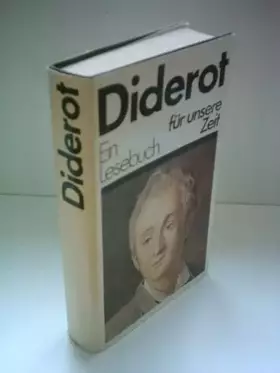 Diderot
Diderot
für unsere
Zeit
Ein
Lesebuch